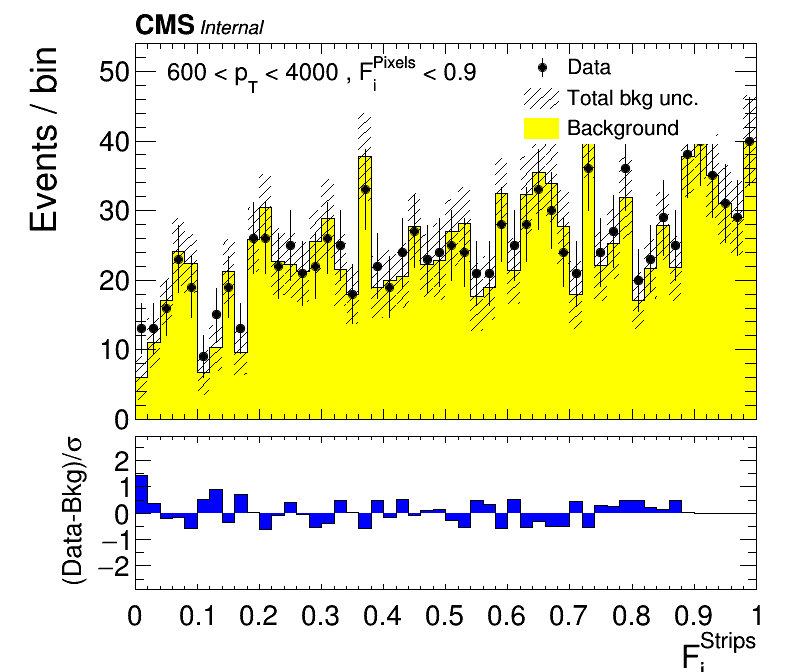 CMS Internal
Events / bin
600 < p_T < 4000 , F_i^Pixels < 0.9
Data
Total bkg unc.
Background
50
40
30
20
10
0
(Data-Bkg)/σ
2
1
0
−1
−2
0 0.1 0.2 0.3 0.4 0.5 0.6 0.7 0.8 0.9 1
F_i^Strips